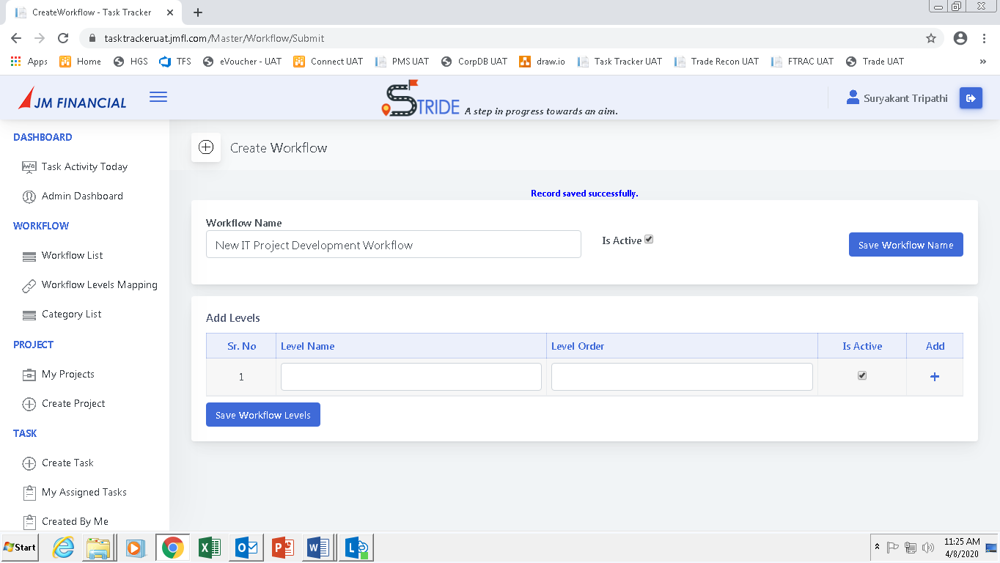 CreateWorkflow - Task Tracker
tasktrackeruat.jmfl.com/Master/Workflow/Submit
Apps Home HGS TFS eVoucher - UAT Connect UAT PMS UAT CorpDB UAT draw.io Task Tracker UAT Trade Recon UAT FTRAC UAT Trade UAT
JM FINANCIAL
STRIDE A step in progress towards an aim.
Suryakant Tripathi
DASHBOARD
Task Activity Today
Admin Dashboard
WORKFLOW
Workflow List
Workflow Levels Mapping
Category List
PROJECT
My Projects
Create Project
TASK
Create Task
My Assigned Tasks
Created By Me
Create Workflow
Record saved successfully.
Workflow Name
New IT Project Development Workflow
Is Active
Save Workflow Name
Add Levels
Sr. No Level Name Level Order Is Active Add
1
Save Workflow Levels
Start
11:25 AM
4/8/2020